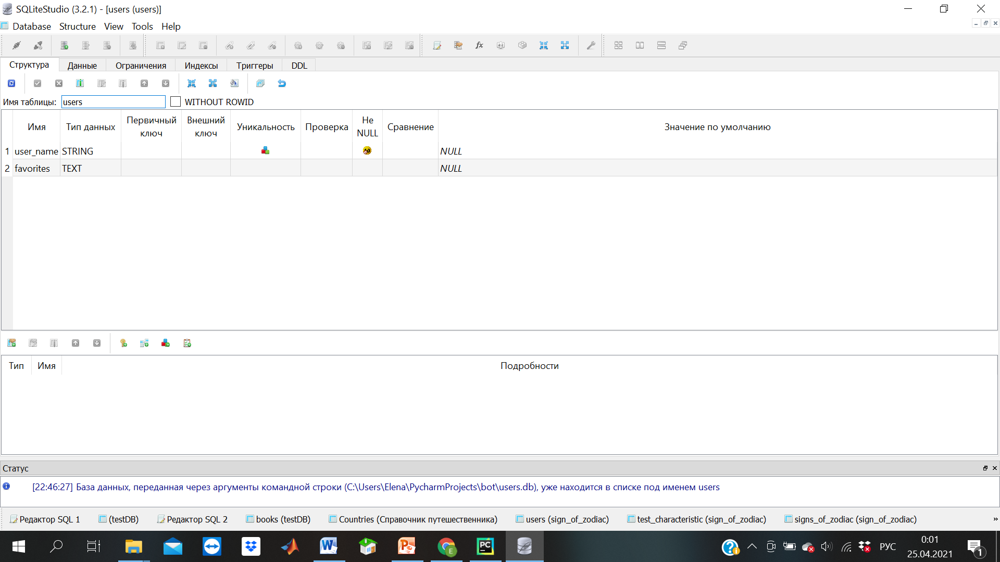 SQLiteStudio (3.2.1) - [users (users)]
Database Structure View Tools Help
Структура Данные Ограничения Индексы Триггеры DDL
Имя таблицы: users WITHOUT ROWID
Имя Тип данных Первичный ключ Внешний ключ Уникальность Проверка Не NULL Сравнение Значение по умолчанию
1 user_name STRING NULL
2 favorites TEXT NULL
Тип Имя Подробности
Статус
[22:46:27] База данных, переданная через аргументы командной строки (C:\Users\Elena\PycharmProjects\bot\users.db), уже находится в списке под именем users
Редактор SQL 1 (testDB) Редактор SQL 2 books (testDB) Countries (Справочник путешественника) users (sign_of_zodiac) test_characteristic (sign_of_zodiac) signs_of_zodiac (sign_of_zodiac) »
РУС 0:01
25.04.2021 1